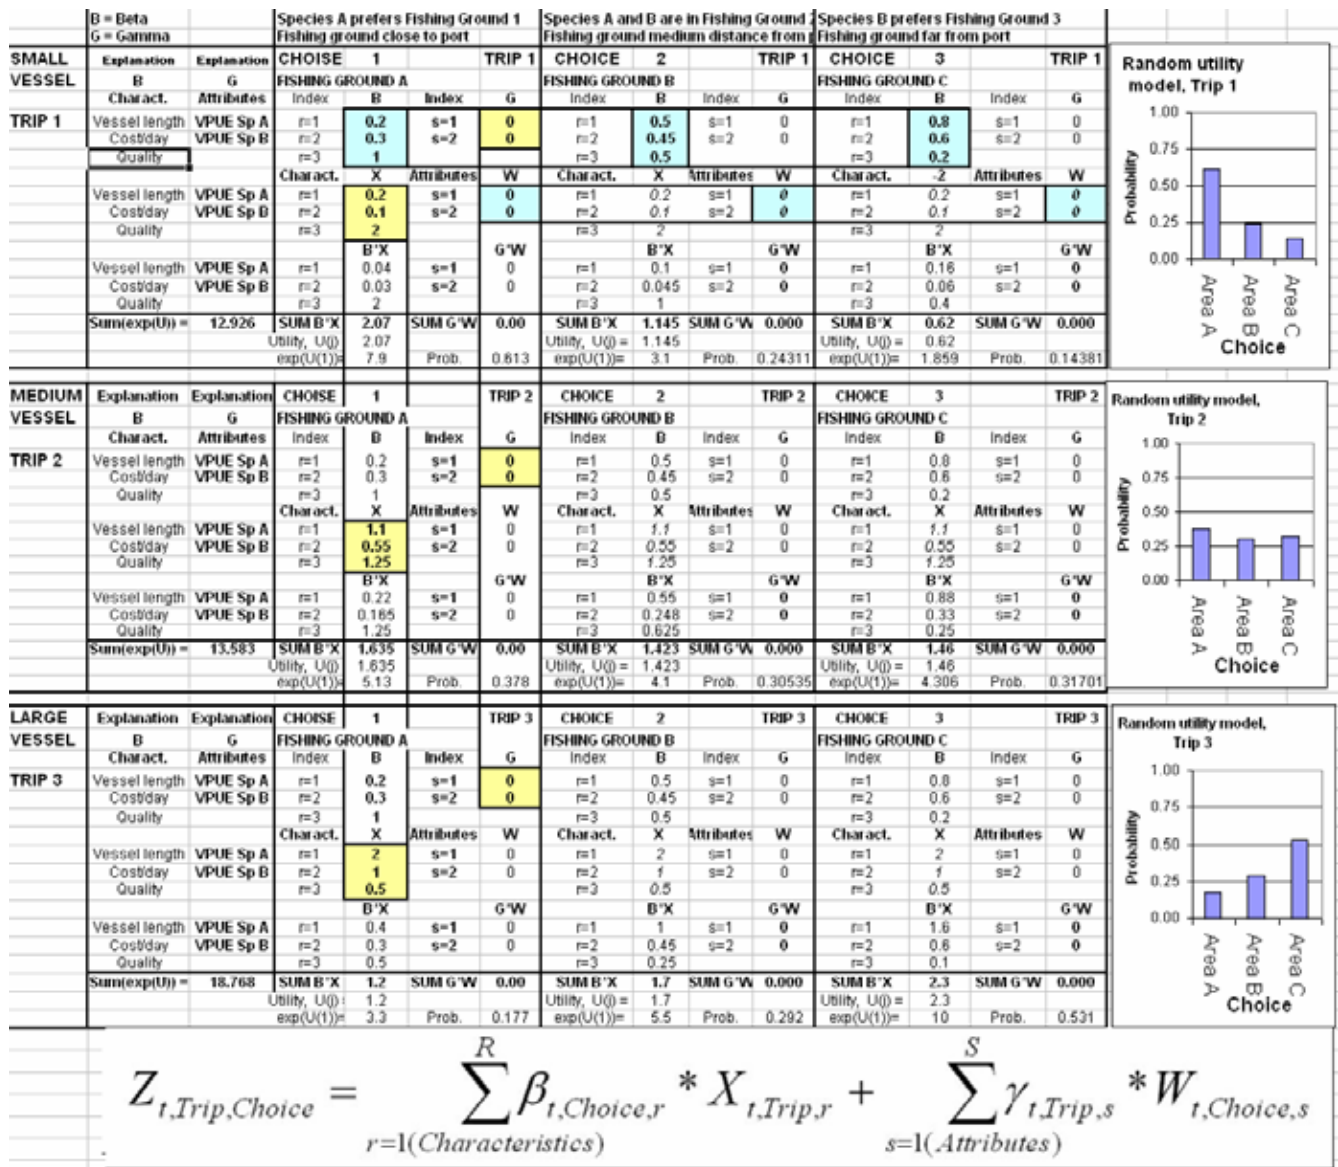 B = Beta Species A prefers Fishing Ground 1 Species A and B are in Fishing Ground Species B prefers Fishing Ground 3
G = Gamma Fishing ground close to port Fishing ground medium distance from Fishing ground far from port
SMALL Explanation Explanation CHOISE 1 TRIP 1 CHOICE 2 TRIP 1 CHOICE 3 TRIP 1
VESSEL B G FISHING GROUND A FISHING GROUND B FISHING GROUND C
Charact. Attributes Index B Index G Index B Index G Index B Index G
TRIP 1 Vessel length VPUE Sp A r=1 0.2 s=1 0 r=1 0.5 s=1 0 r=1 0.8 s=1 0
Cost/day VPUE Sp B r=2 0.3 s=2 0 r=2 0.45 s=2 0 r=2 0.6 s=2 0
Quality r=3 1 r=3 0.5 r=3 0.2
Charact. X Attributes W Charact. X Attributes W Charact. -2 Attributes W
Vessel length VPUE Sp A r=1 0.2 s=1 0 r=1 0.2 s=1 0 r=1 0.2 s=1 0
Cost/day VPUE Sp B r=2 0.1 s=2 0 r=2 0.1 s=2 0 r=2 0.1 s=2 0
Quality r=3 2 r=3 2 r=3 2
B*X G*W B*X G*W B*X G*W
Vessel length VPUE Sp A r=1 0.04 s=1 0 r=1 0.1 s=1 0 r=1 0.16 s=1 0
Cost/day VPUE Sp B r=2 0.03 s=2 0 r=2 0.045 s=2 0 r=2 0.06 s=2 0
Quality r=3 2 r=3 1 r=3 0.4
Sum(exp(U)) = 12.926 SUM B*X 2.07 SUM G*W 0.00 SUM B*X 1.145 SUM G*W 0.000 SUM B*X 0.62 SUM G*W 0.000
Utility, U(j) 2.07 Utility, U(j) = 1.145 Utility, U(j) = 0.62
exp(U(1))= 7.9 Prob. 0.613 exp(U(1))= 3.1 Prob. 0.24311 exp(U(1))= 1.859 Prob. 0.14381
Random utility
model, Trip 1
1.00
0.75
0.50
0.25
0.00
Probability
Area A Area B Area C
Choice
MEDIUM Explanation Explanation CHOISE 1 TRIP 2 CHOICE 2 TRIP 2 CHOICE 3 TRIP 2
VESSEL B G FISHING GROUND A FISHING GROUND B FISHING GROUND C
Charact. Attributes Index B Index G Index B Index G Index B Index G
TRIP 2 Vessel length VPUE Sp A r=1 0.2 s=1 0 r=1 0.5 s=1 0 r=1 0.8 s=1 0
Cost/day VPUE Sp B r=2 0.3 s=2 0 r=2 0.45 s=2 0 r=2 0.6 s=2 0
Quality r=3 1 r=3 0.5 r=3 0.2
Charact. X Attributes W Charact. X Attributes W Charact. X Attributes W
Vessel length VPUE Sp A r=1 1.1 s=1 0 r=1 1.1 s=1 0 r=1 1.1 s=1 0
Cost/day VPUE Sp B r=2 0.55 s=2 0 r=2 0.55 s=2 0 r=2 0.55 s=2 0
Quality r=3 1.25 r=3 1.25 r=3 1.25
B*X G*W B*X G*W B*X G*W
Vessel length VPUE Sp A r=1 0.22 s=1 0 r=1 0.55 s=1 0 r=1 0.88 s=1 0
Cost/day VPUE Sp B r=2 0.165 s=2 0 r=2 0.248 s=2 0 r=2 0.33 s=2 0
Quality r=3 1.25 r=3 0.625 r=3 0.25
Sum(exp(U)) = 13.583 SUM B*X 1.635 SUM G*W 0.00 SUM B*X 1.423 SUM G*W 0.000 SUM B*X 1.46 SUM G*W 0.000
Utility, U(j) 1.635 Utility, U(j) = 1.423 Utility, U(j) = 1.46
exp(U(1))= 5.13 Prob. 0.378 exp(U(1))= 4.1 Prob. 0.30535 exp(U(1))= 4.306 Prob. 0.31701
Random utility model,
Trip 2
1.00
0.75
0.50
0.25
0.00
Probability
Area A Area B Area C
Choice
LARGE Explanation Explanation CHOISE 1 TRIP 3 CHOICE 2 TRIP 3 CHOICE 3 TRIP 3
VESSEL B G FISHING GROUND A FISHING GROUND B FISHING GROUND C
Charact. Attributes Index B Index G Index B Index G Index B Index G
TRIP 3 Vessel length VPUE Sp A r=1 0.2 s=1 0 r=1 0.5 s=1 0 r=1 0.8 s=1 0
Cost/day VPUE Sp B r=2 0.3 s=2 0 r=2 0.45 s=2 0 r=2 0.6 s=2 0
Quality r=3 1 r=3 0.5 r=3 0.2
Charact. X Attributes W Charact. X Attributes W Charact. X Attributes W
Vessel length VPUE Sp A r=1 2 s=1 0 r=1 2 s=1 0 r=1 2 s=1 0
Cost/day VPUE Sp B r=2 1 s=2 0 r=2 1 s=2 0 r=2 1 s=2 0
Quality r=3 0.5 r=3 0.5 r=3 0.5
B*X G*W B*X G*W B*X G*W
Vessel length VPUE Sp A r=1 0.4 s=1 0 r=1 1 s=1 0 r=1 1.6 s=1 0
Cost/day VPUE Sp B r=2 0.3 s=2 0 r=2 0.45 s=2 0 r=2 0.6 s=2 0
Quality r=3 0.5 r=3 0.25 r=3 0.1
Sum(exp(U)) = 18.768 SUM B*X 1.2 SUM G*W 0.00 SUM B*X 1.7 SUM G*W 0.000 SUM B*X 2.3 SUM G*W 0.000
Utility, U(j) 1.2 Utility, U(j) = 1.7 Utility, U(j) = 2.3
exp(U(1))= 3.3 Prob. 0.177 exp(U(1))= 5.5 Prob. 0.292 exp(U(1))= 10 Prob. 0.531
Random utility model,
Trip 3
1.00
0.75
0.50
0.25
0.00
Probability
Area A Area B Area C
Choice
R S
Z t,Trip,Choice = ∑ β t,Choice,r * X t,Trip,r + ∑ γ t,Trip,s * W t,Choice,s
r=1(Characteristics) s=1(Attributes)